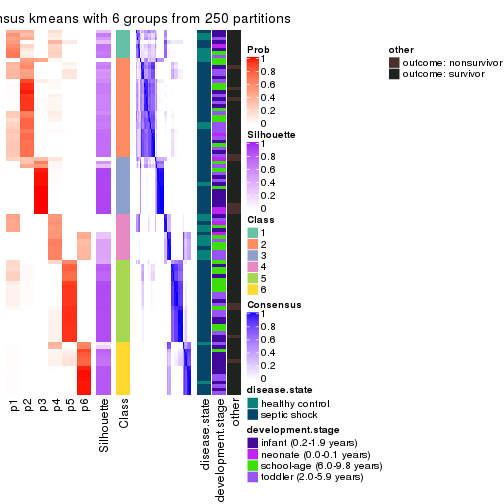 nsus kmeans with 6 groups from 250 partitions
Prob
1
0.8
0.6
0.4
0.2
0
Silhouette
1
0.8
0.6
0.4
0.2
0
Class
1
2
3
4
5
6
Consensus
1
0.8
0.6
0.4
0.2
0
disease.state
healthy control
septic shock
development.stage
infant (0.2-1.9 years)
neonate (0.0-0.1 years)
school-age (6.0-9.8 years)
toddler (2.0-5.9 years)
other
outcome: nonsurvivor
outcome: survivor
p1
p2
p3
p4
p5
p6
Silhouette
Class
disease.state
development.stage
other